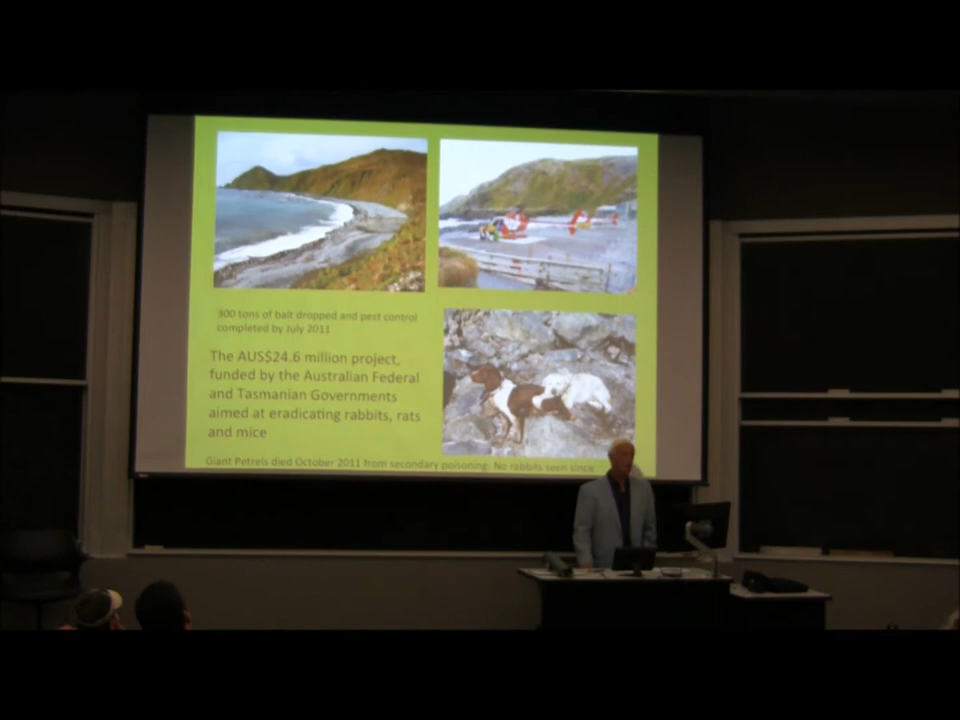 300 tons of bait dropped and pest control
completed by July 2011
The AUS$24.6 million project,
funded by the Australian Federal
and Tasmanian Governments
aimed at eradicating rabbits, rats
and mice
Giant Petrels died October 2011 from secondary poisoning. No rabbits seen since